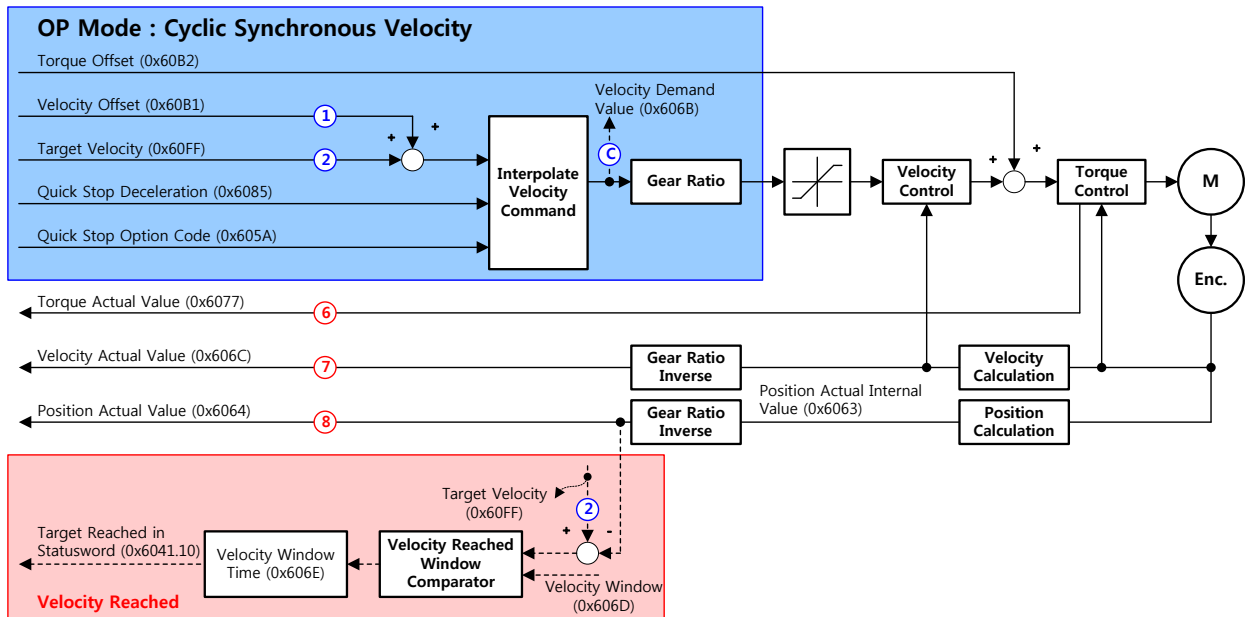 OP Mode : Cyclic Synchronous Velocity
Torque Offset (0x60B2)
Velocity Offset (0x60B1)
1
+
+
Target Velocity (0x60FF)
2
Quick Stop Deceleration (0x6085)
Quick Stop Option Code (0x605A)
Interpolate
Velocity
Command
Velocity Demand
Value (0x606B)
C
Gear Ratio
Velocity
Control
+
+
Torque
Control
M
Enc.
Torque Actual Value (0x6077)
6
Velocity Actual Value (0x606C)
7
Gear Ratio
Inverse
Velocity
Calculation
Position Actual Value (0x6064)
8
Gear Ratio
Inverse
Position Actual Internal
Value (0x6063)
Position
Calculation
Target Velocity
(0x60FF)
2
+
-
Target Reached in
Statusword (0x6041.10)
Velocity Window
Time (0x606E)
Velocity Reached
Window
Comparator
Velocity Window
(0x606D)
Velocity Reached